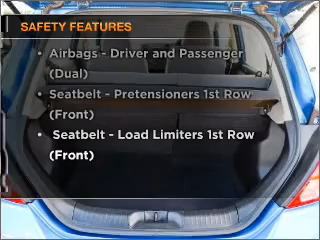 SAFETY FEATURES
• Airbags - Driver and Passenger
(Dual)
• Seatbelt - Pretensioners 1st Row
(Front)
• Seatbelt - Load Limiters 1st Row
(Front)